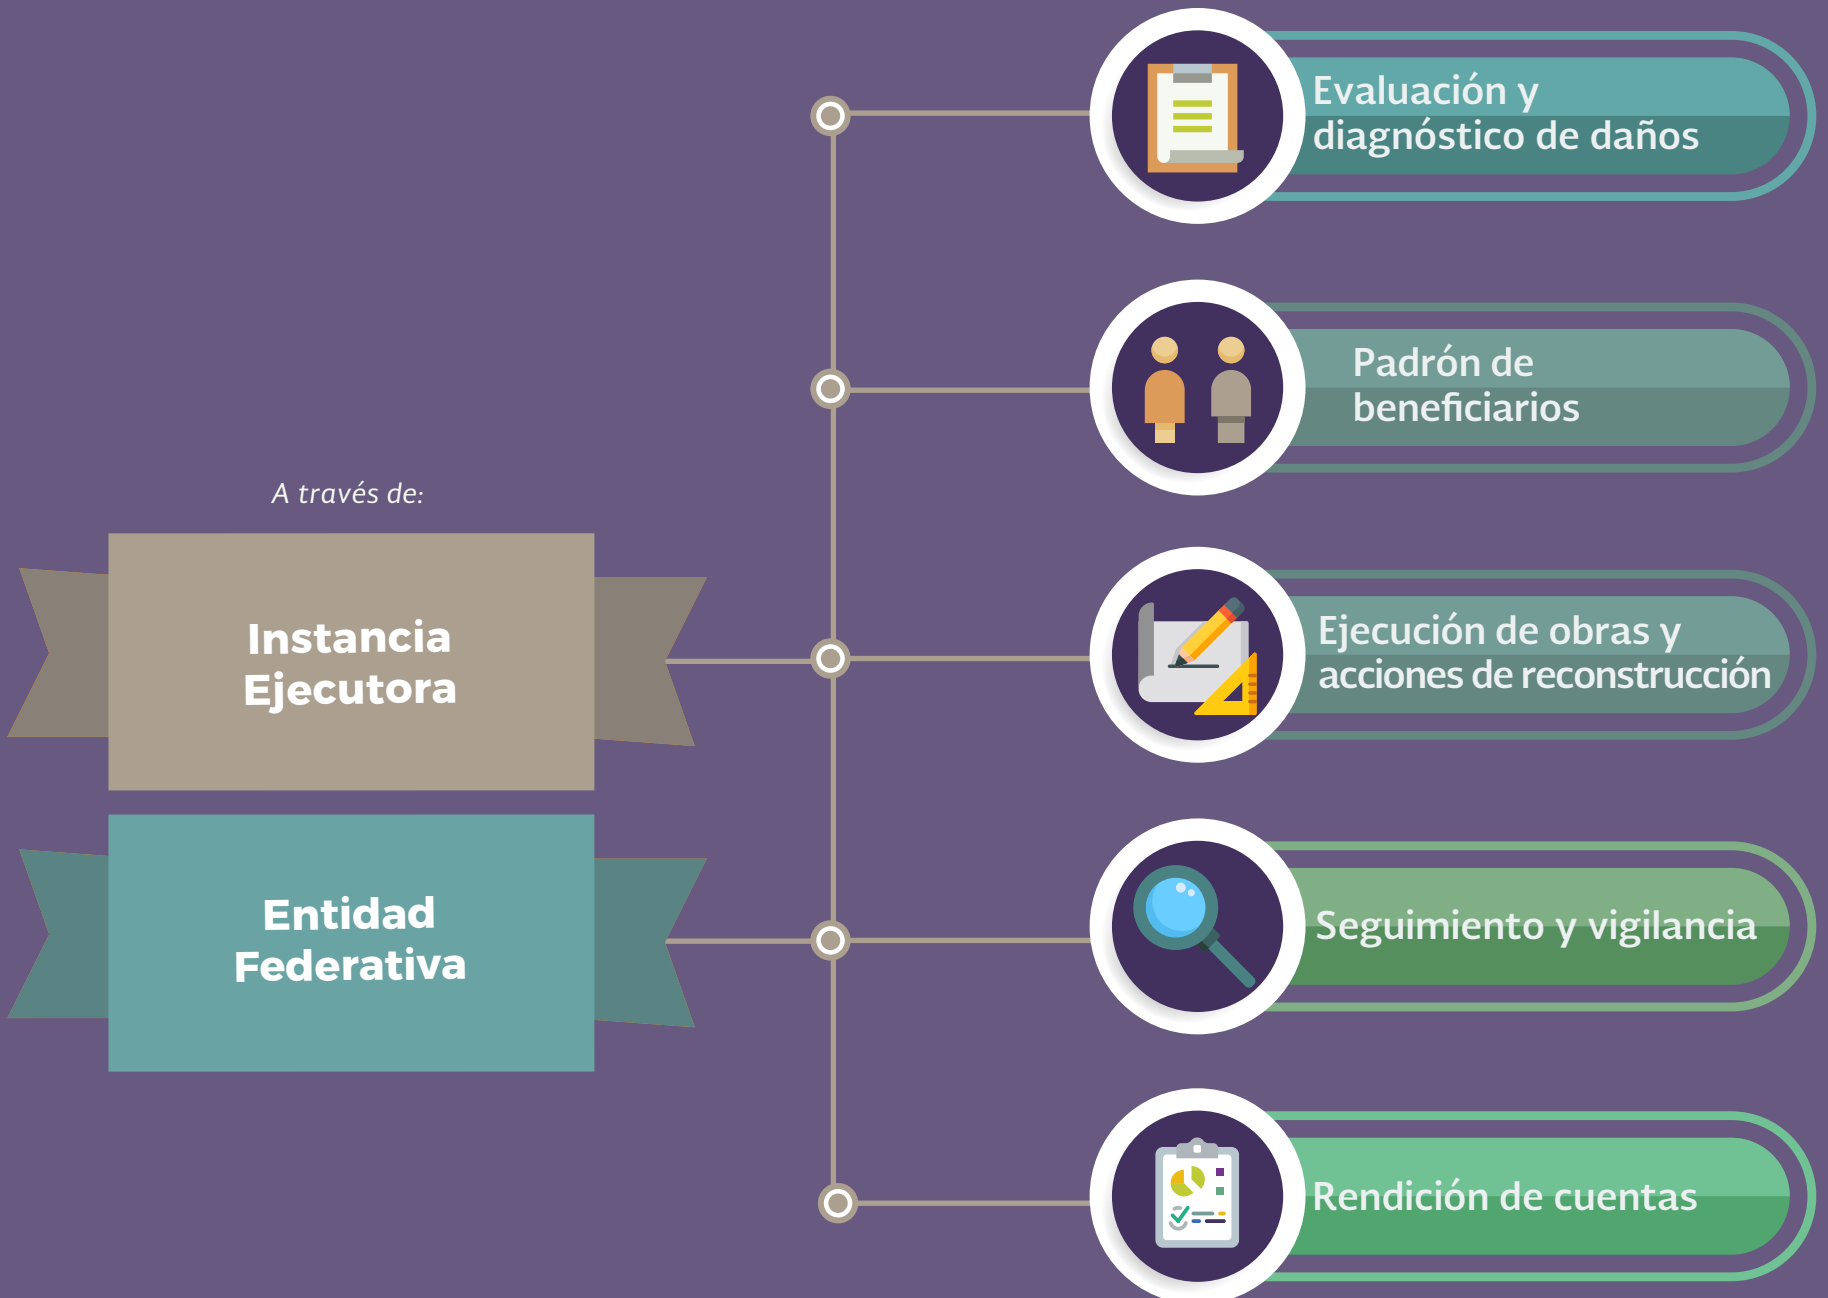 A través de:
Instancia
Ejecutora
Entidad
Federativa
Evaluación y
diagnóstico de daños
Padrón de
beneficiarios
Ejecución de obras y
acciones de reconstrucción
Seguimiento y vigilancia
Rendición de cuentas